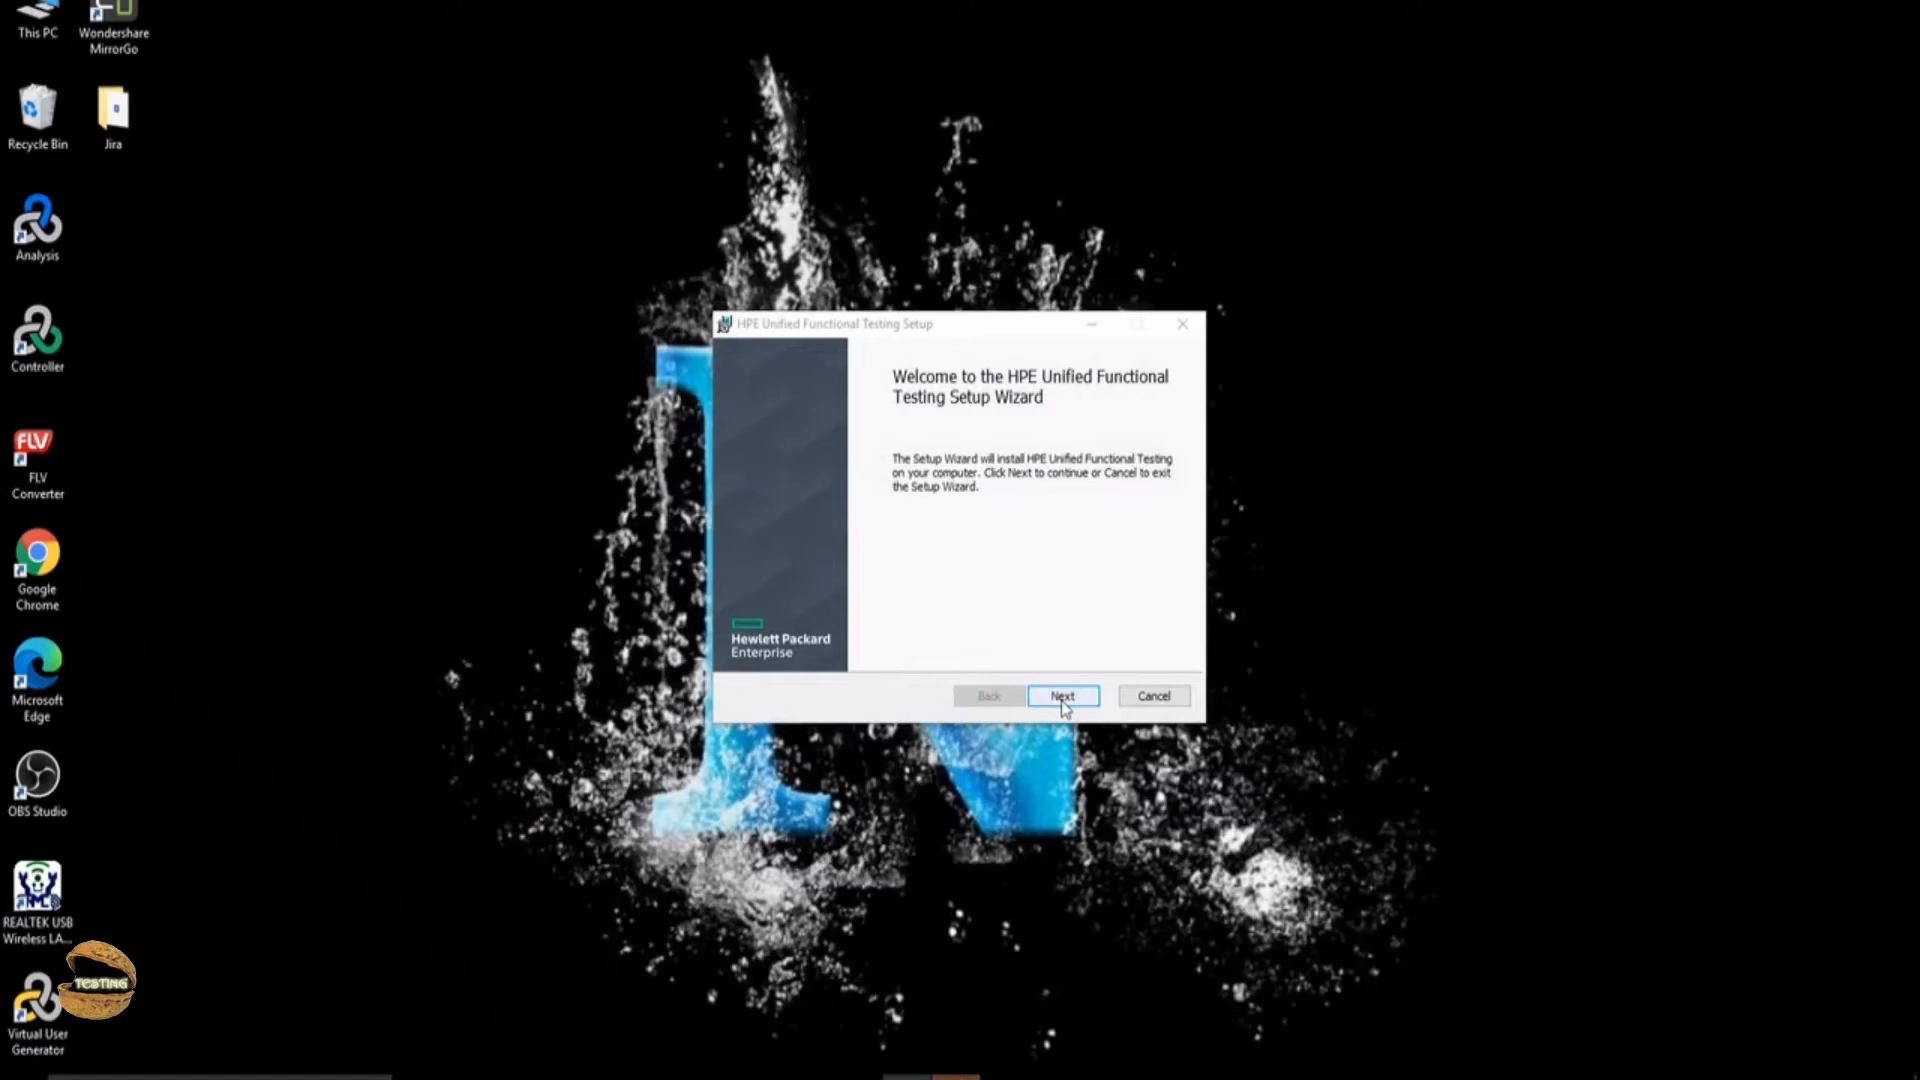 This PC
Wondershare
MirrorGo
Recycle Bin
Jira
Analysis
Controller
FLV
FLV
Converter
Google
Chrome
Microsoft
Edge
OBS Studio
REALTEK USB
Wireless LA...
TESTING
Virtual User
Generator
HPE Unified Functional Testing Setup
Welcome to the HPE Unified Functional
Testing Setup Wizard
The Setup Wizard will install HPE Unified Functional Testing
on your computer. Click Next to continue or Cancel to exit
the Setup Wizard.
Hewlett Packard
Enterprise
Back
Next
Cancel